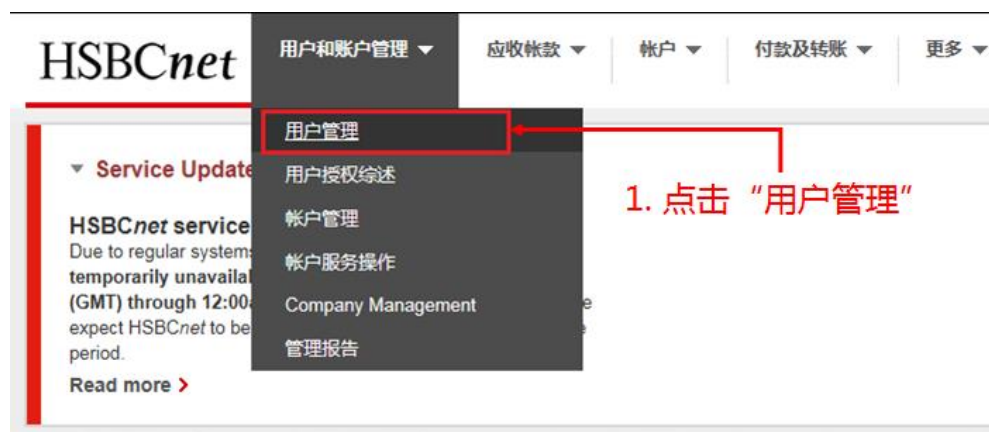 HSBCnet
用户和账户管理
应收帐款
帐户
付款及转账
更多
用户管理
用户授权综述
帐户管理
帐户服务操作
Company Management
管理报告
Service Update
HSBCnet service
Due to regular
temporarily
(GMT) through 12:00
expect HSBCnet to be
period.
Read more
1. 点击“用户管理”